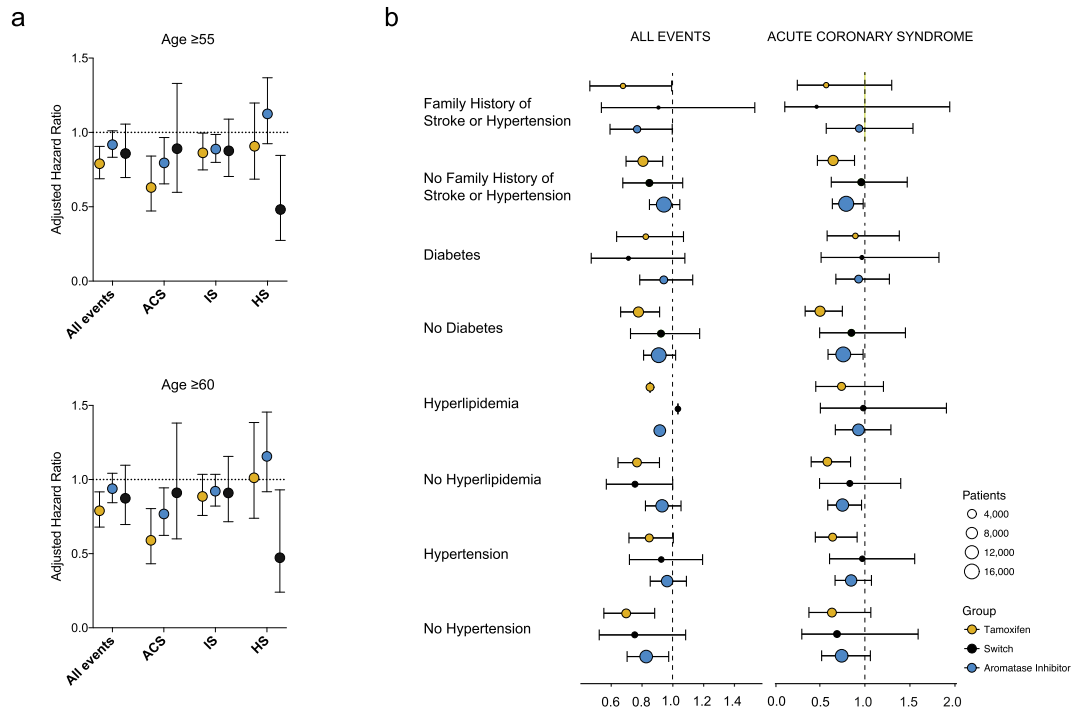 a
Age ≥55
Adjusted Hazard Ratio
1.5
1.0
0.5
0.0
All events
ACS
IS
HS
Age ≥60
Adjusted Hazard Ratio
1.5
1.0
0.5
0.0
All events
ACS
IS
HS
b
ALL EVENTS
ACUTE CORONARY SYNDROME
Family History of
Stroke or Hypertension
No Family History of
Stroke or Hypertension
Diabetes
No Diabetes
Hyperlipidemia
No Hyperlipidemia
Hypertension
No Hypertension
0.6 0.8 1.0 1.2 1.4
0.0 0.5 1.0 1.5 2.0
Patients
4,000
8,000
12,000
16,000
Group
Tamoxifen
Switch
Aromatase Inhibitor